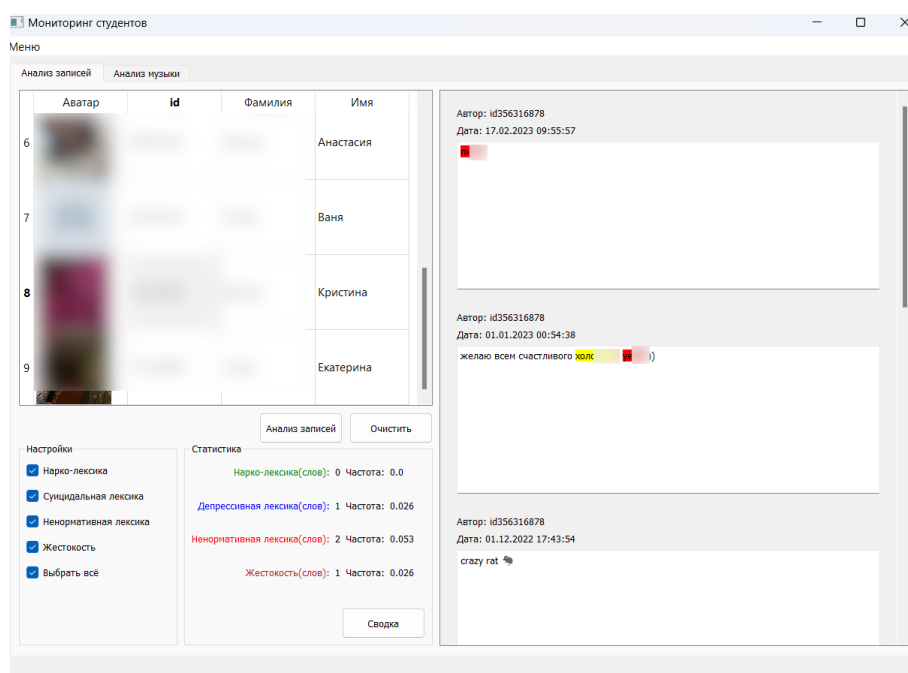 Мониторинг студентов
Меню
Анализ записей Анализ музыки
Аватар id Фамилия Имя
6 Анастасия
7 Ваня
8 Кристина
9 Екатерина
Анализ записей Очистить
Настройки
Нарко-лексика
Суицидальная лексика
Ненормативная лексика
Жестокость
Выбрать всё
Статистика
Нарко-лексика(слов): 0 Частота: 0.0
Депрессивная лексика(слов): 1 Частота: 0.026
Ненормативная лексика(слов): 2 Частота: 0.053
Жестокость(слов): 1 Частота: 0.026
Сводка
Автор: id356316878
Дата: 17.02.2023 09:55:57
Автор: id356316878
Дата: 01.01.2023 00:54:38
желаю всем счастливого
Автор: id356316878
Дата: 01.12.2022 17:43:54
crazy rat 🐀